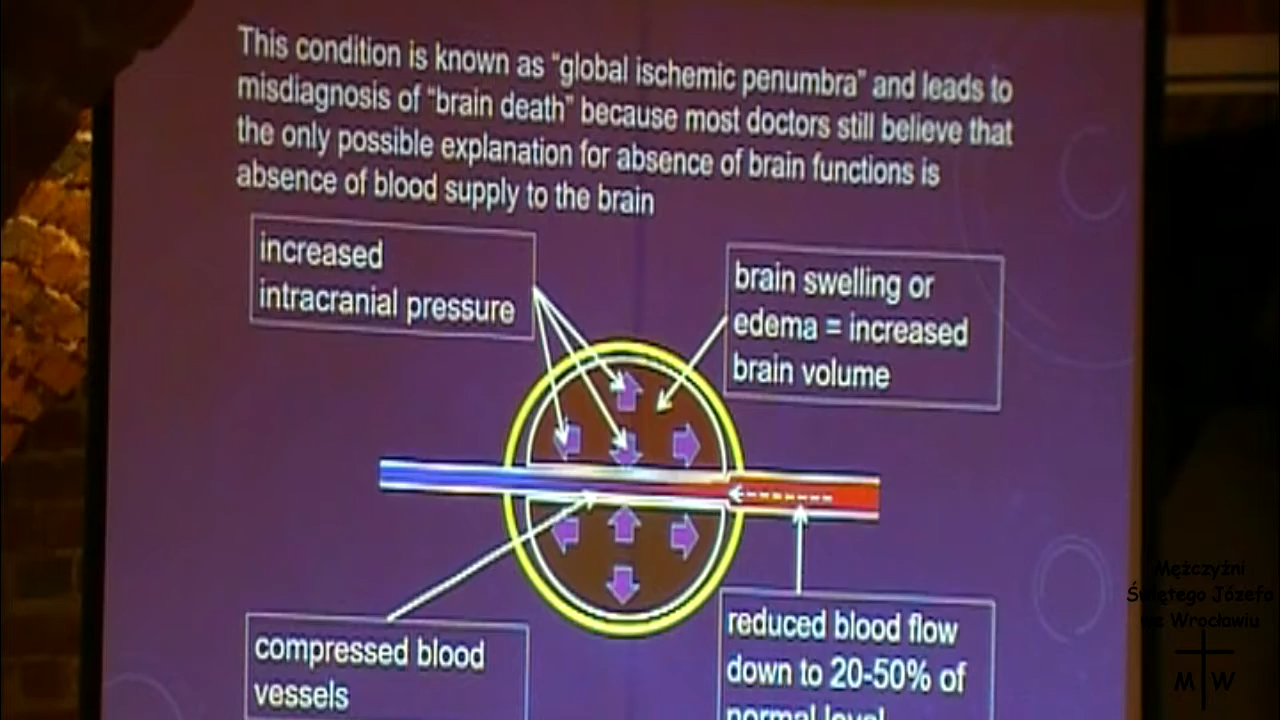 This condition is known as “global ischemic penumbra” and leads to
misdiagnosis of “brain death” because most doctors still believe that
the only possible explanation for absence of brain functions is
absence of blood supply to the brain
increased
intracranial pressure
brain swelling or
edema = increased
brain volume
compressed blood
vessels
reduced blood flow
down to 20-50% of
normal level
Mężczyźni
Świętego Józefa
we Wrocławiu
M W